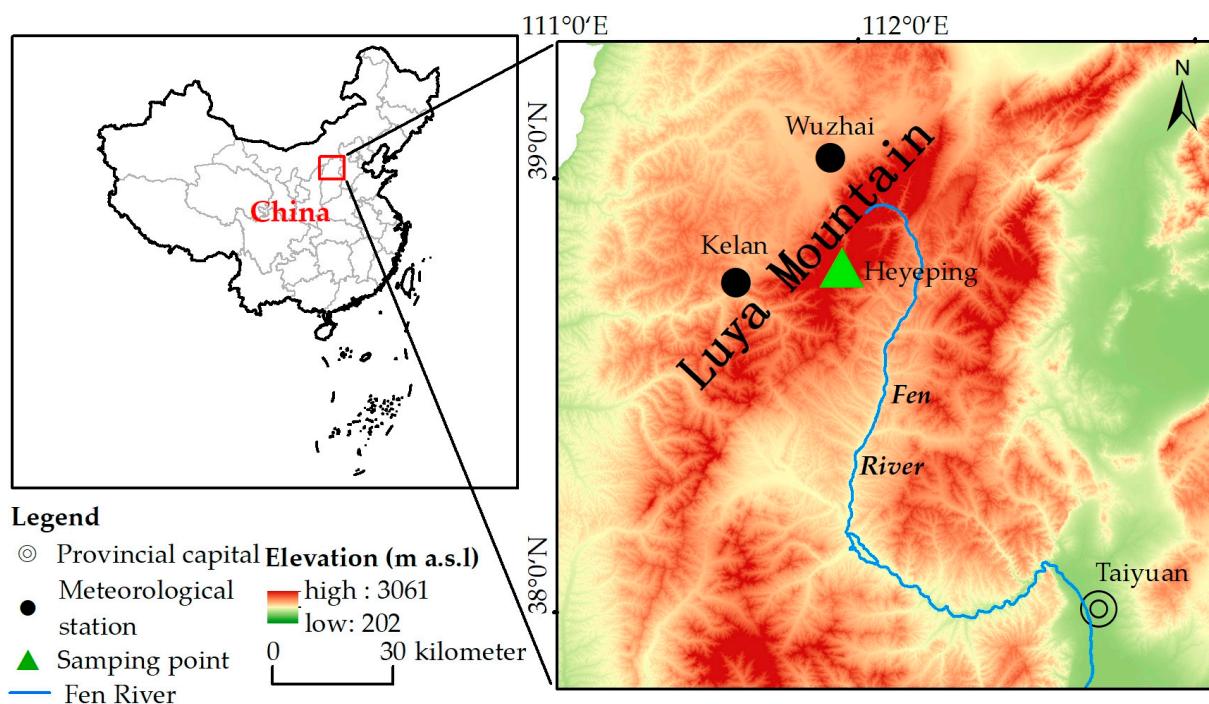 111°0‘E
112°0‘E
N
39°0‘N
38°0‘N
China
Wuzhai
Luya Mountain
Kelan
Heyeping
Fen
River
Taiyuan
Legend
Provincial capital
Meteorological
station
Samping point
Fen River
Elevation (m a.s.l)
high : 3061
low: 202
0 30 kilometer